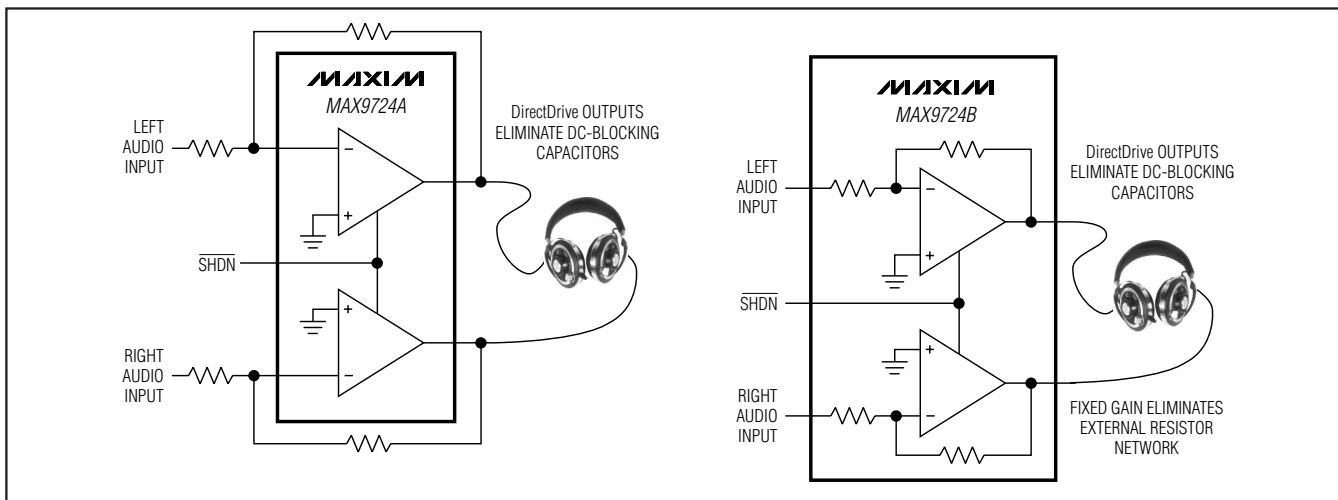 MAXIM
MAX9724A
LEFT
AUDIO
INPUT
DirectDrive OUTPUTS
ELIMINATE DC-BLOCKING
CAPACITORS
−
+
SHDN
+
−
RIGHT
AUDIO
INPUT
MAXIM
MAX9724B
LEFT
AUDIO
INPUT
DirectDrive OUTPUTS
ELIMINATE DC-BLOCKING
CAPACITORS
−
+
SHDN
+
−
RIGHT
AUDIO
INPUT
FIXED GAIN ELIMINATES
EXTERNAL RESISTOR
NETWORK